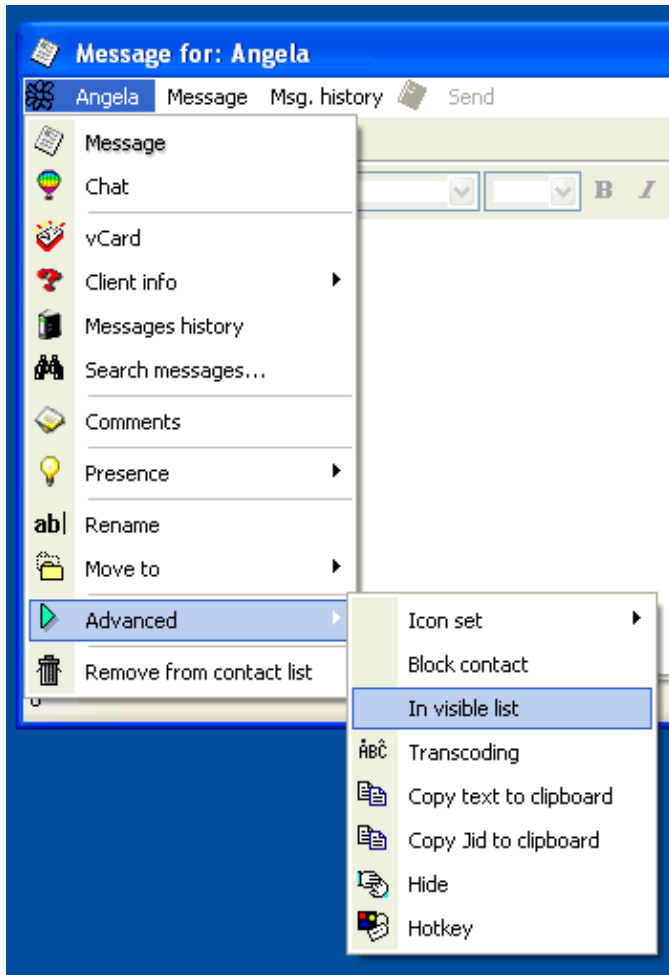 Message for: Angela
Angela Message Msg. history Send
Message
B I
Chat
vCard
Client info
Messages history
Search messages...
Comments
Presence
ab| Rename
Move to
Advanced
Remove from contact list
Icon set
Block contact
In visible list
ÅBĈ Transcoding
Copy text to clipboard
Copy Jid to clipboard
Hide
Hotkey